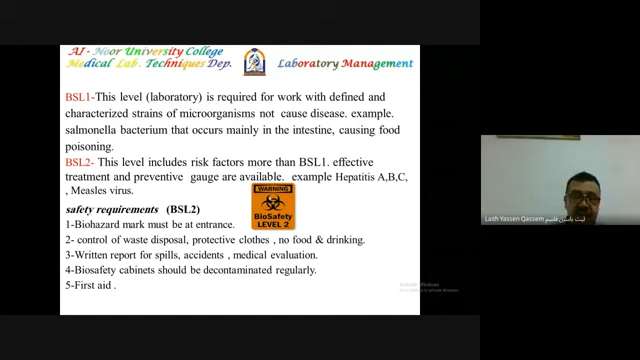 Al- Noor University College
Medical Lab. Techniques Dep.
Laboratory Management
BSL1-This level (laboratory) is required for work with defined and
characterized strains of microorganisms not cause disease. example.
salmonella bacterium that occurs mainly in the intestine, causing food
poisoning.
BSL2- This level includes risk factors more than BSL1. effective
treatment and preventive gauge are available. example Hepatitis A,B,C,
, Measles virus.
WARNING
BioSafety
LEVEL 2
safety requirements (BSL2)
1-Biohazard mark must be at entrance.
2- control of waste disposal, protective clothes , no food & drinking.
3-Written report for spills, accidents , medical evaluation.
4-Biosafety cabinets should be decontaminated regularly.
5-First aid .
Activate Windows
Laith Yassen Qassem ليث ياسين قاسم